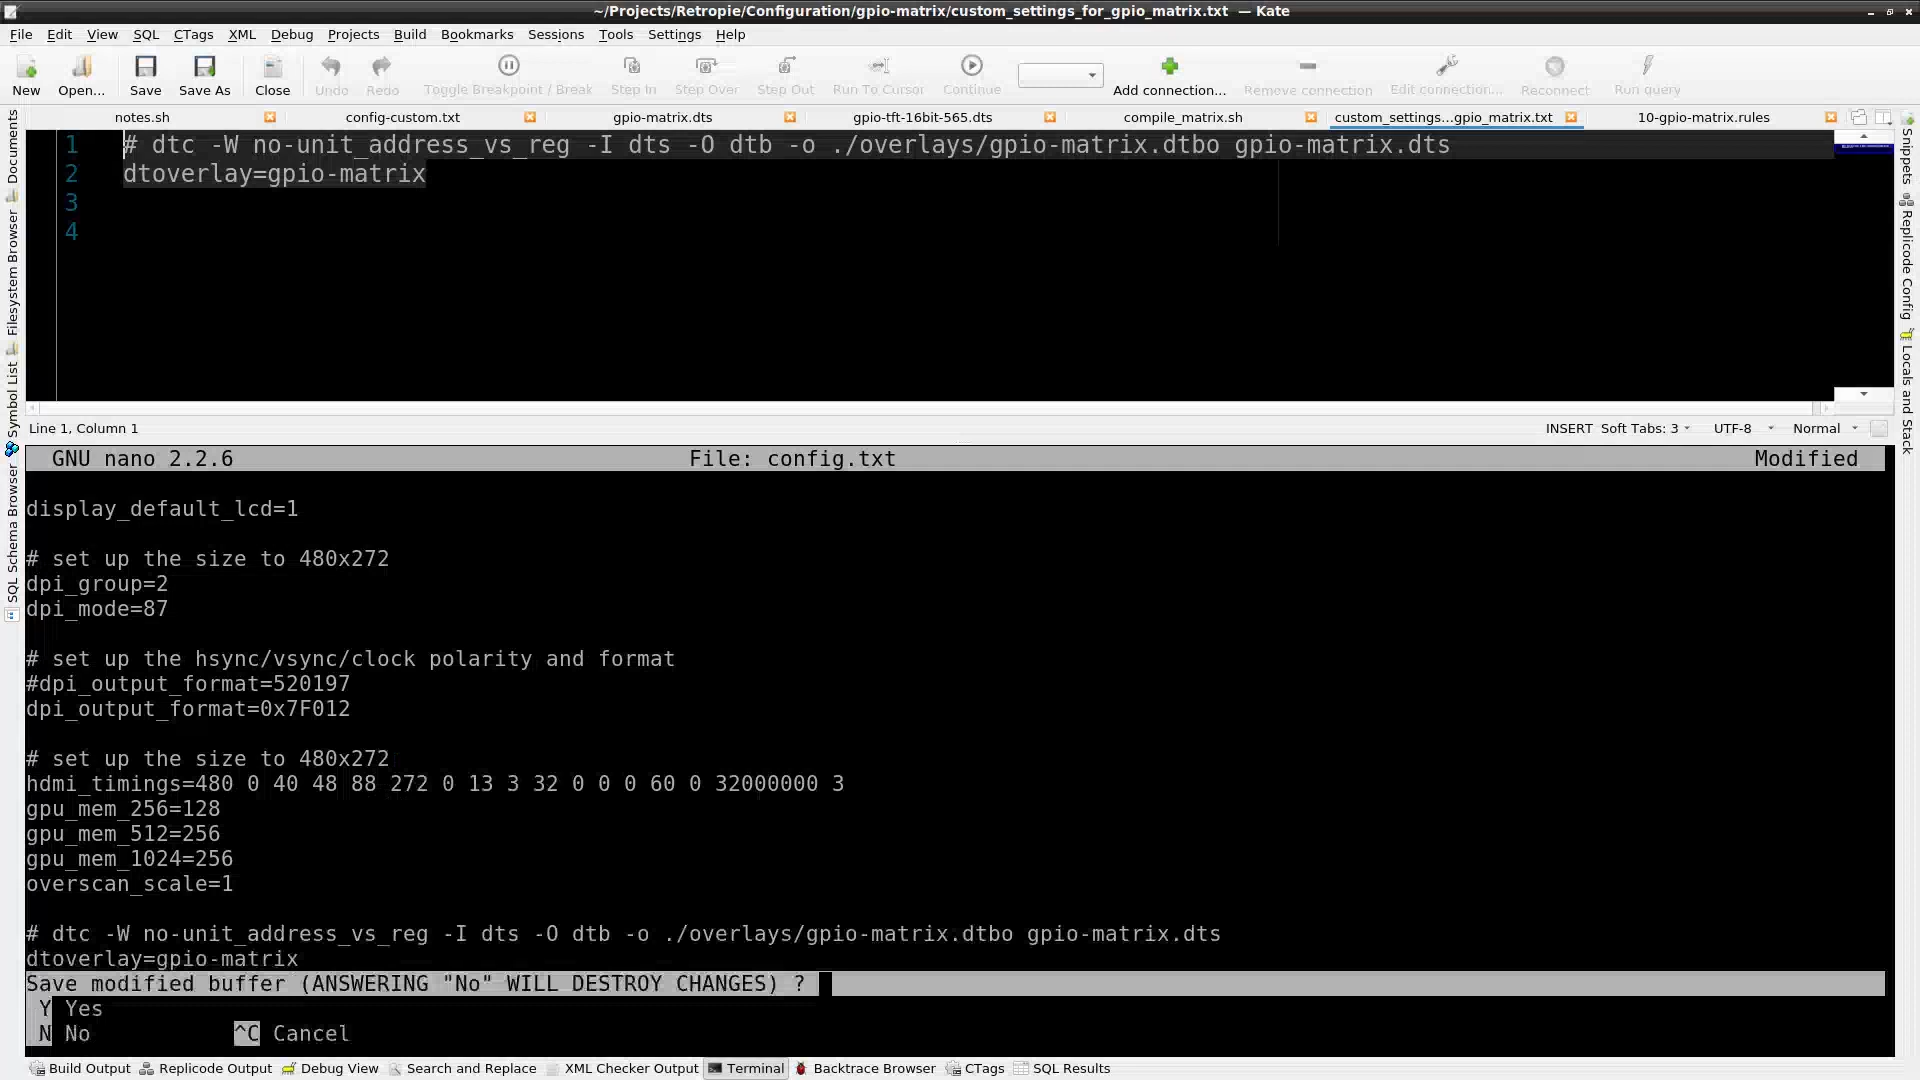 ~/Projects/Retropie/Configuration/gpio-matrix/custom_settings_for_gpio_matrix.txt — Kate
File Edit View SQL CTags XML Debug Projects Build Bookmarks Sessions Tools Settings Help
New Open... Save Save As Close Undo Redo Toggle Breakpoint / Break Step In Step Over Step Out Run To Cursor Continue Add connection... Remove connection Edit connection... Reconnect Run query
notes.sh config-custom.txt gpio-matrix.dts gpio-tft-16bit-565.dts compile_matrix.sh custom_settings...gpio_matrix.txt 10-gpio-matrix.rules
Documents
Filesystem Browser
Symbol List
SQL Schema Browser
1 # dtc -W no-unit_address_vs_reg -I dts -O dtb -o ./overlays/gpio-matrix.dtbo gpio-matrix.dts
2 dtoverlay=gpio-matrix
3
4
Snippets
Replicode Config
Locals and Stack
Line 1, Column 1 INSERT Soft Tabs: 3 UTF-8 Normal
GNU nano 2.2.6 File: config.txt Modified
display_default_lcd=1
# set up the size to 480x272
dpi_group=2
dpi_mode=87
# set up the hsync/vsync/clock polarity and format
#dpi_output_format=520197
dpi_output_format=0x7F012
# set up the size to 480x272
hdmi_timings=480 0 40 48 88 272 0 13 3 32 0 0 0 60 0 32000000 3
gpu_mem_256=128
gpu_mem_512=256
gpu_mem_1024=256
overscan_scale=1
# dtc -W no-unit_address_vs_reg -I dts -O dtb -o ./overlays/gpio-matrix.dtbo gpio-matrix.dts
dtoverlay=gpio-matrix
Save modified buffer (ANSWERING "No" WILL DESTROY CHANGES) ?
Y Yes
N No ^C Cancel
Build Output Replicode Output Debug View Search and Replace XML Checker Output Terminal Backtrace Browser CTags SQL Results